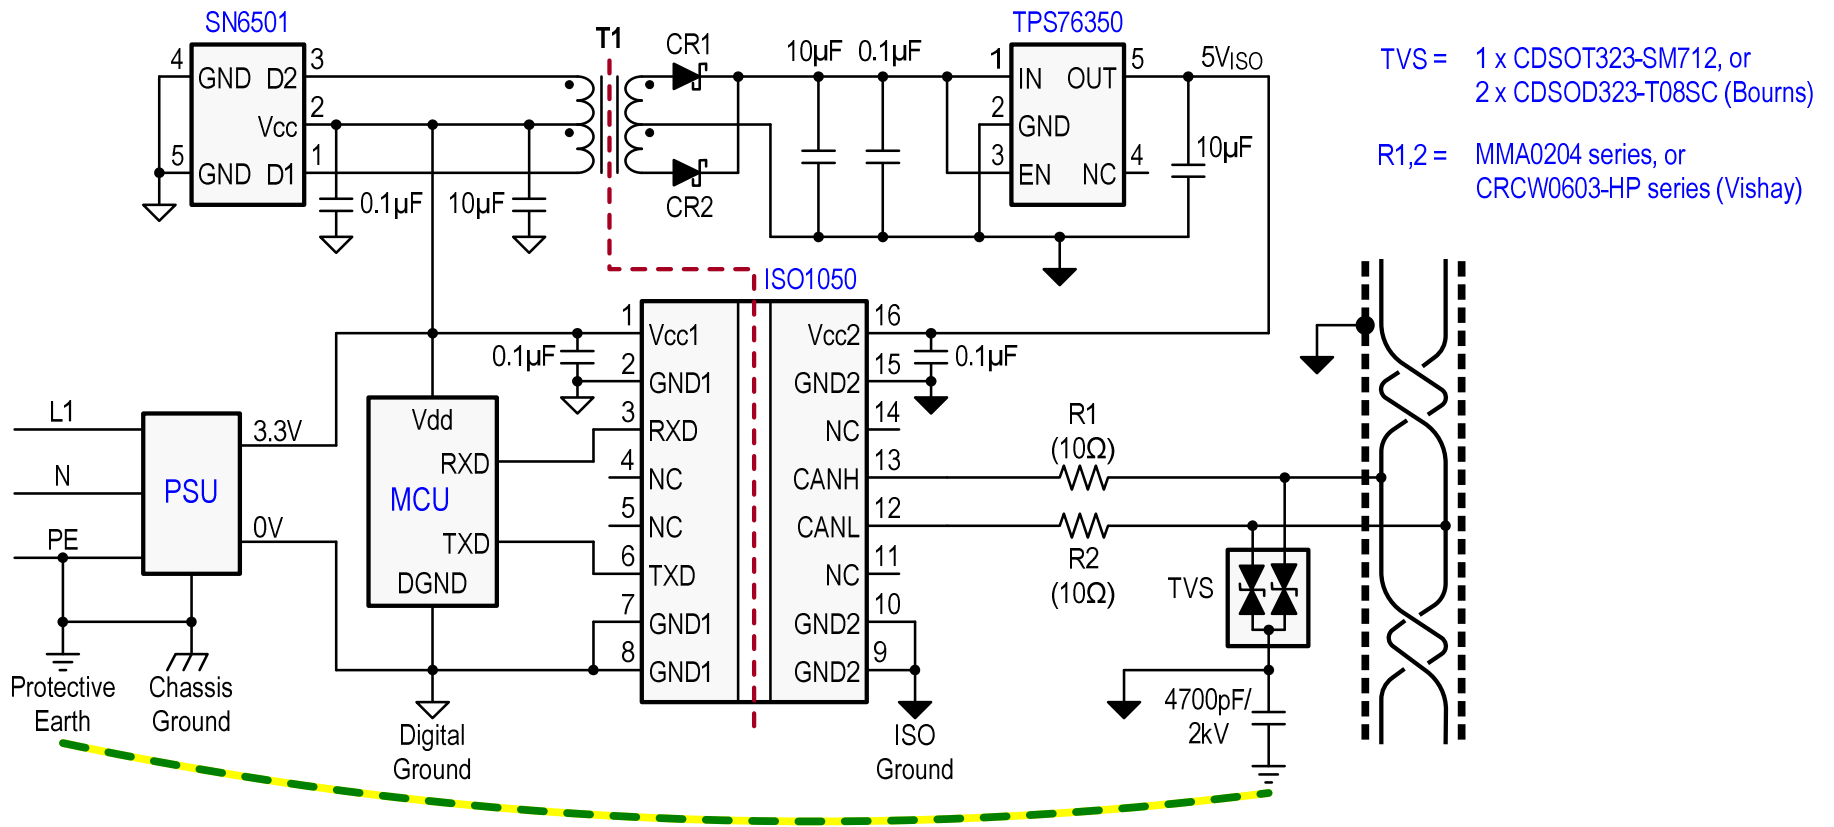 SN6501
T1
CR1
10µF
0.1µF
TPS76350
5VISO
TVS = 1 x CDSOT323-SM712, or
2 x CDSOD323-T08SC (Bourns)
R1,2 = MMA0204 series, or
CRCW0603-HP series (Vishay)
4
GND
D2
3
Vcc
2
5
GND
D1
1
0.1µF
10µF
CR2
1
IN
OUT
5
2
GND
3
EN
NC
4
10µF
ISO1050
1
Vcc1
Vcc2
16
0.1µF
0.1µF
2
GND1
GND2
15
3
RXD
NC
14
4
NC
CANH
13
5
NC
CANL
12
6
TXD
NC
11
7
GND1
GND2
10
8
GND1
GND2
9
L1
N
PE
PSU
3.3V
0V
Vdd
RXD
MCU
TXD
DGND
R1
(10Ω)
R2
(10Ω)
TVS
4700pF/
2kV
Protective
Earth
Chassis
Ground
Digital
Ground
ISO
Ground